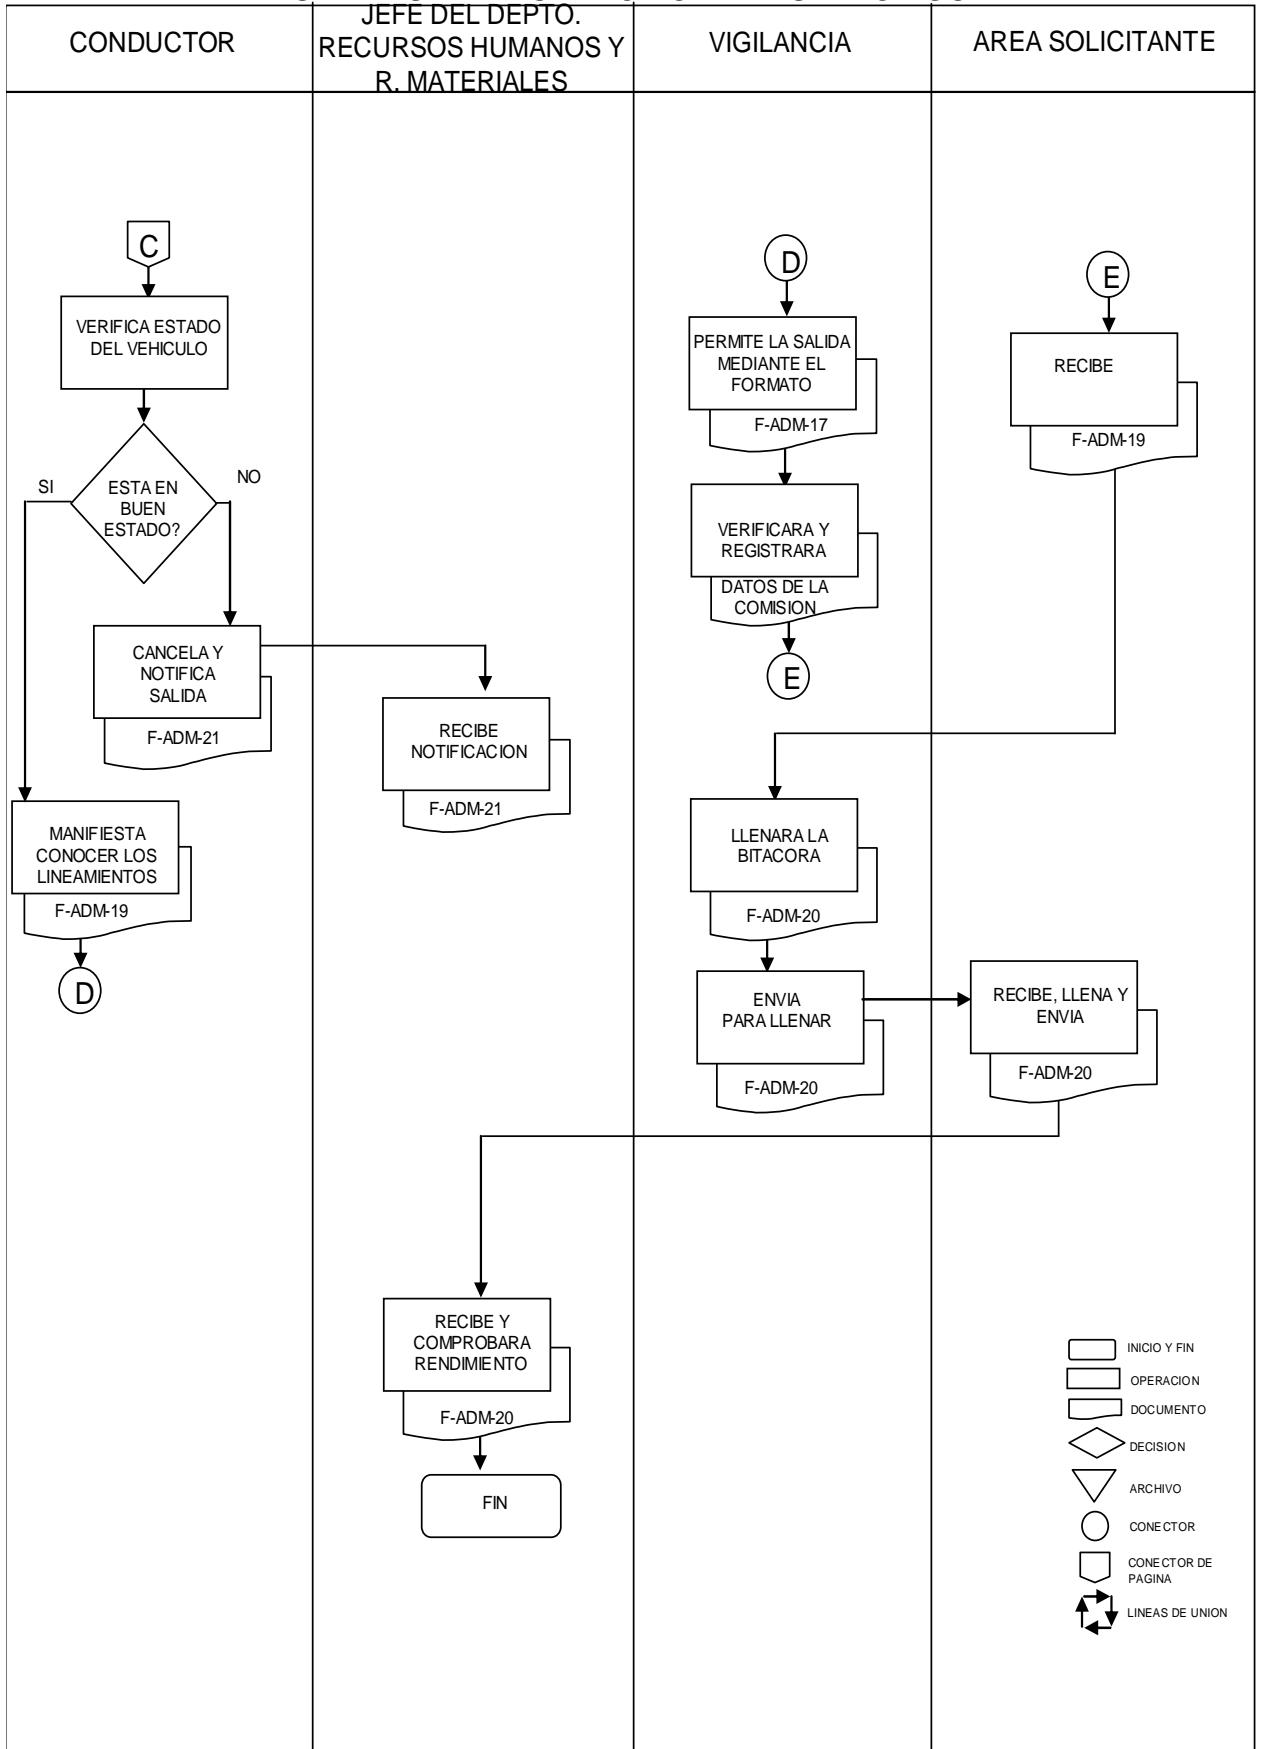 CONDUCTOR
JEFE DEL DEPTO.
RECURSOS HUMANOS Y
R. MATERIALES
VIGILANCIA
AREA SOLICITANTE
C
VERIFICA ESTADO
DEL VEHICULO
ESTA EN
BUEN
ESTADO?
SI
NO
CANCELA Y
NOTIFICA
SALIDA
F-ADM-21
RECIBE
NOTIFICACION
F-ADM-21
MANIFIESTA
CONOCER LOS
LINEAMIENTOS
F-ADM-19
D
D
PERMITE LA SALIDA
MEDIANTE EL
FORMATO
F-ADM-17
VERIFICARA Y
REGISTRARA
DATOS DE LA
COMISION
E
E
RECIBE
F-ADM-19
LLENARA LA
BITACORA
F-ADM-20
ENVIA
PARA LLENAR
F-ADM-20
RECIBE, LLENA Y
ENVIA
F-ADM-20
RECIBE Y
COMPROBARA
RENDIMIENTO
F-ADM-20
FIN
INICIO Y FIN
OPERACION
DOCUMENTO
DECISION
ARCHIVO
CONECTOR
CONECTOR DE
PAGINA
LINEAS DE UNION